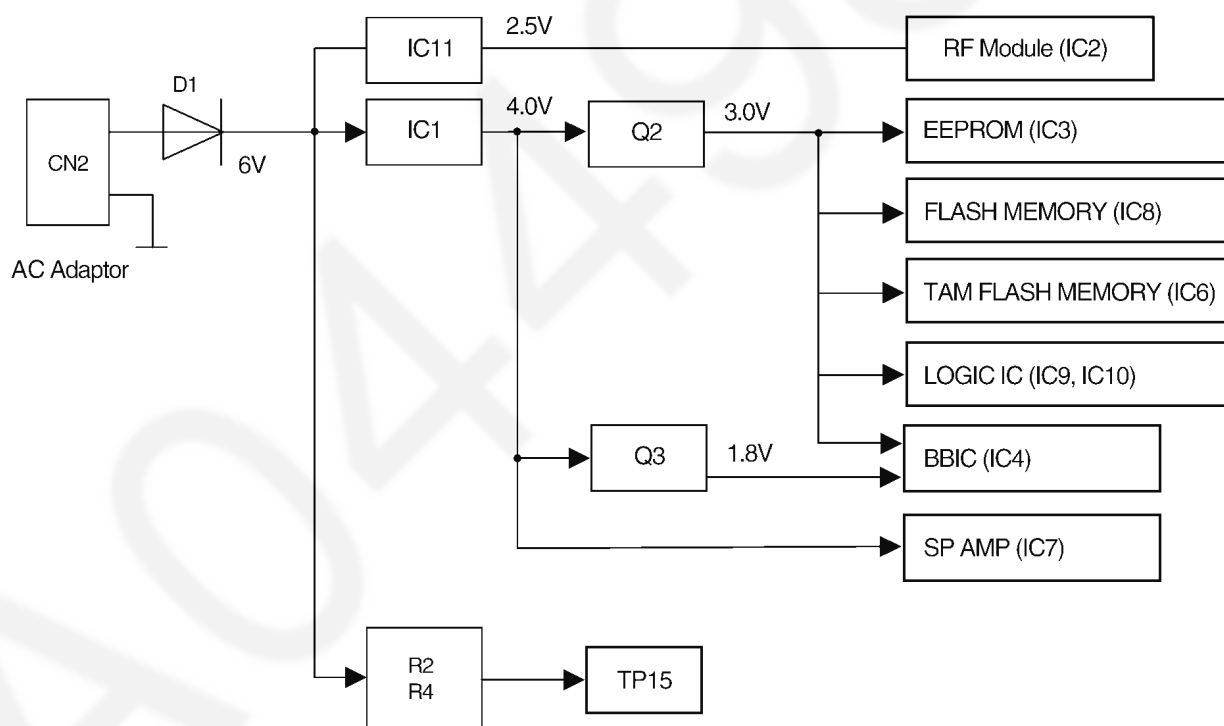 IC11
2.5V
RF Module (IC2)
D1
CN2
6V
AC Adaptor
IC1
4.0V
Q2
3.0V
EEPROM (IC3)
FLASH MEMORY (IC8)
TAM FLASH MEMORY (IC6)
LOGIC IC (IC9, IC10)
Q3
1.8V
BBIC (IC4)
SP AMP (IC7)
R2
R4
TP15